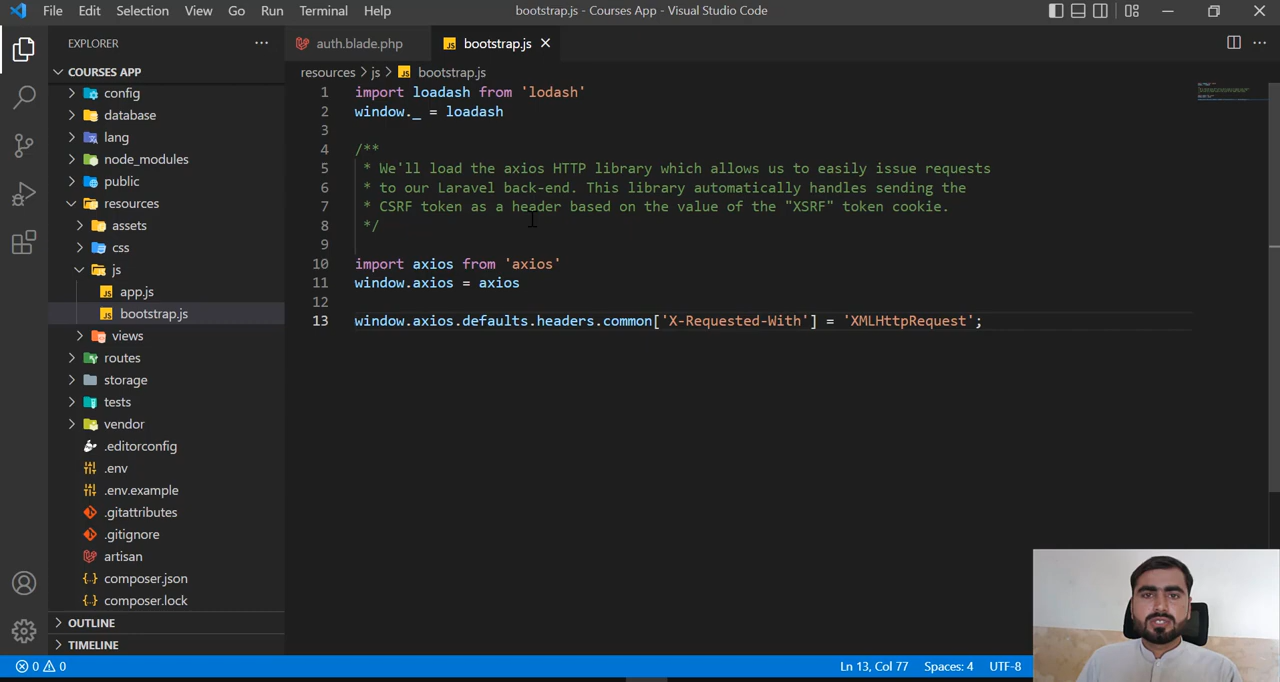 File Edit Selection View Go Run Terminal Help
bootstrap.js - Courses App - Visual Studio Code
EXPLORER
COURSES APP
config
database
lang
node_modules
public
resources
assets
css
js
app.js
bootstrap.js
views
routes
storage
tests
vendor
.editorconfig
.env
.env.example
.gitattributes
.gitignore
artisan
composer.json
composer.lock
OUTLINE
TIMELINE
auth.blade.php
JS bootstrap.js
resources > js > JS bootstrap.js
1 import loadash from 'lodash'
2 window._ = loadash
3
4 /**
5 * We'll load the axios HTTP library which allows us to easily issue requests
6 * to our Laravel back-end. This library automatically handles sending the
7 * CSRF token as a header based on the value of the "XSRF" token cookie.
8 */
9
10 import axios from 'axios'
11 window.axios = axios
12
13 window.axios.defaults.headers.common['X-Requested-With'] = 'XMLHttpRequest';
0 0
Ln 13, Col 77 Spaces: 4 UTF-8